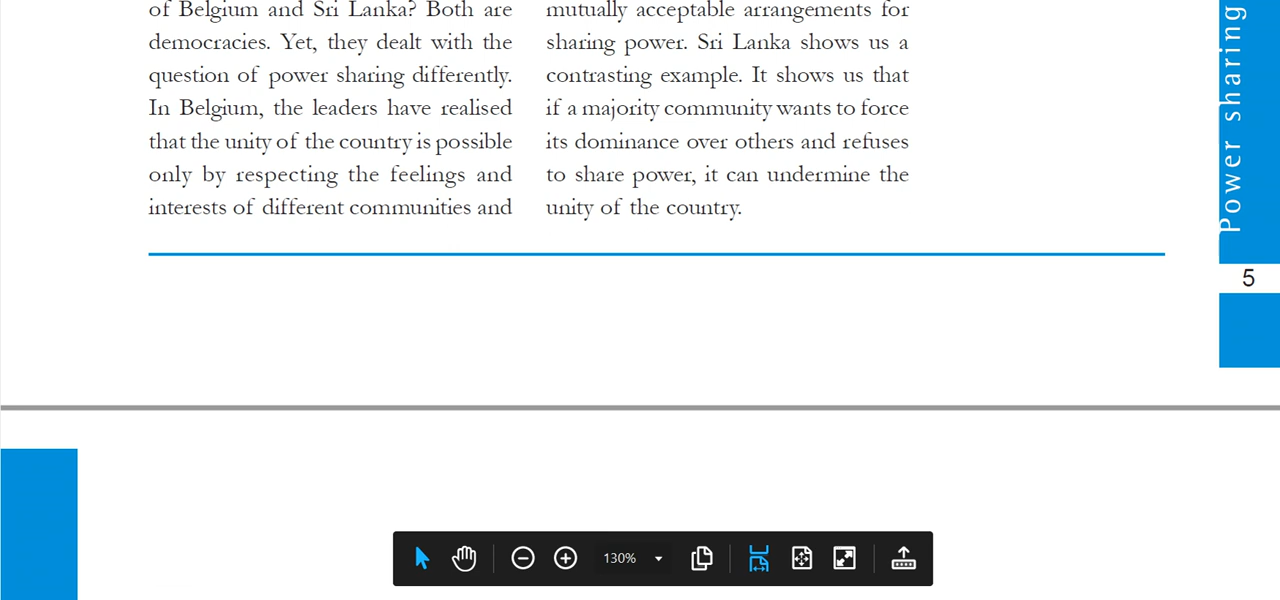 of Belgium and Sri Lanka? Both are
democracies. Yet, they dealt with the
question of power sharing differently.
In Belgium, the leaders have realised
that the unity of the country is possible
only by respecting the feelings and
interests of different communities and
mutually acceptable arrangements for
sharing power. Sri Lanka shows us a
contrasting example. It shows us that
if a majority community wants to force
its dominance over others and refuses
to share power, it can undermine the
unity of the country.
Power sharing
5
130%